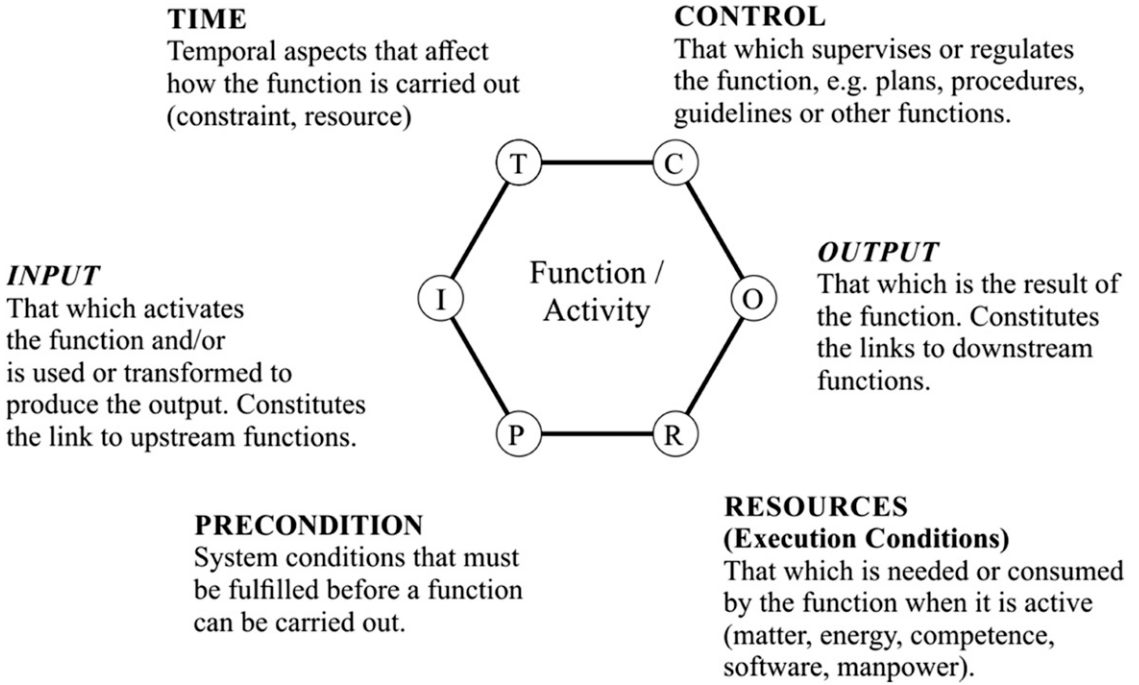 TIME
Temporal aspects that affect
how the function is carried out
(constraint, resource)
CONTROL
That which supervises or regulates
the function, e.g. plans, procedures,
guidelines or other functions.
T
C
INPUT
That which activates
the function and/or
is used or transformed to
produce the output. Constitutes
the link to upstream functions.
I
Function /
Activity
O
OUTPUT
That which is the result of
the function. Constitutes
the links to downstream
functions.
P
R
PRECONDITION
System conditions that must
be fulfilled before a function
can be carried out.
RESOURCES
(Execution Conditions)
That which is needed or consumed
by the function when it is active
(matter, energy, competence,
software, manpower).